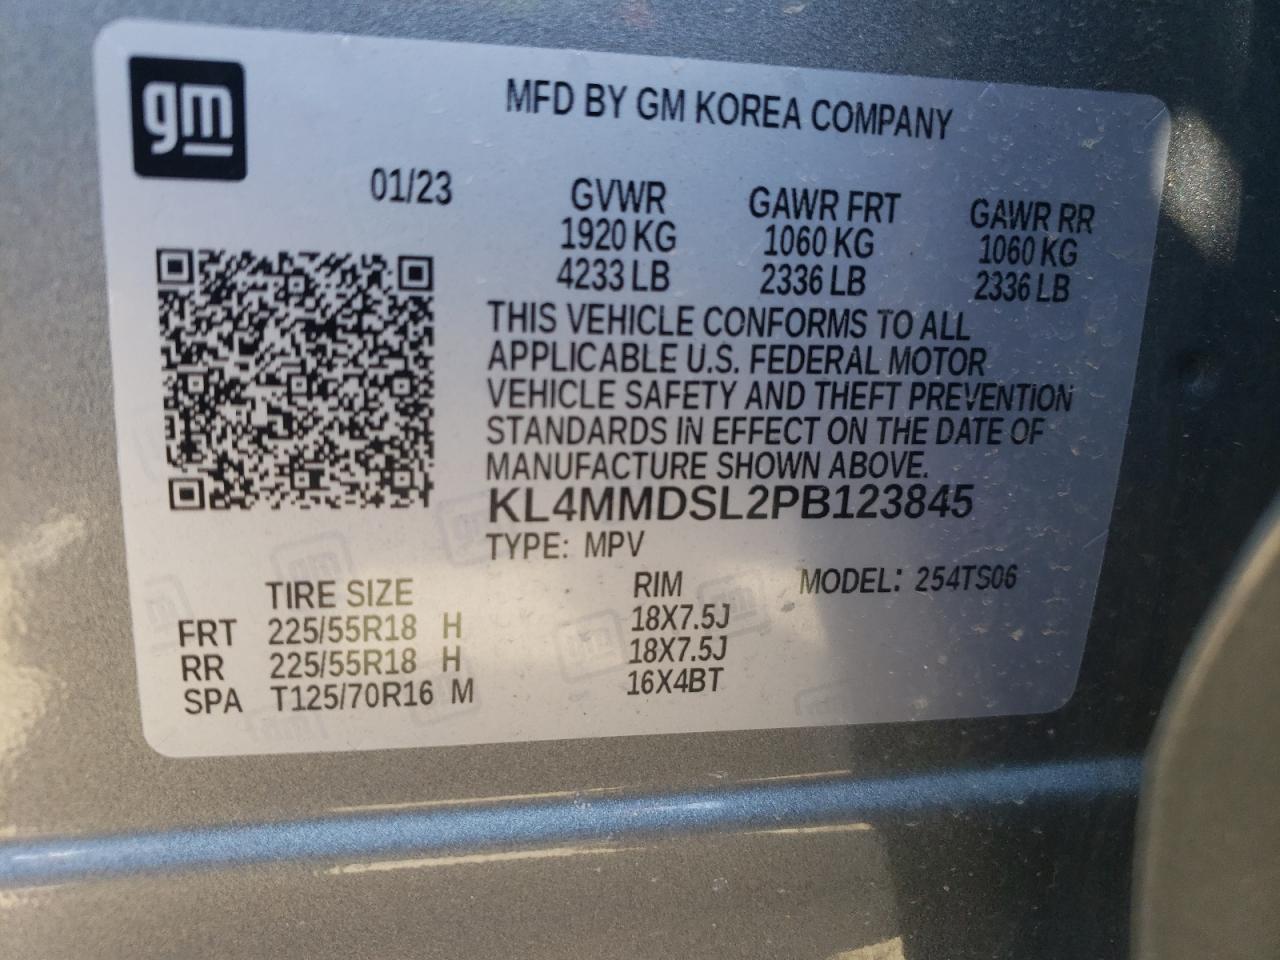 gm
MFD BY GM KOREA COMPANY
01/23 GVWR GAWR FRT GAWR RR
1920 KG 1060 KG 1060 KG
4233 LB 2336 LB 2336 LB
THIS VEHICLE CONFORMS TO ALL
APPLICABLE U.S. FEDERAL MOTOR
VEHICLE SAFETY AND THEFT PREVENTION
STANDARDS IN EFFECT ON THE DATE OF
MANUFACTURE SHOWN ABOVE.
KL4MMDSL2PB123845
TYPE: MPV
TIRE SIZE RIM MODEL: 254TS06
FRT 225/55R18 H 18X7.5J
RR 225/55R18 H 18X7.5J
SPA T125/70R16 M 16X4BT